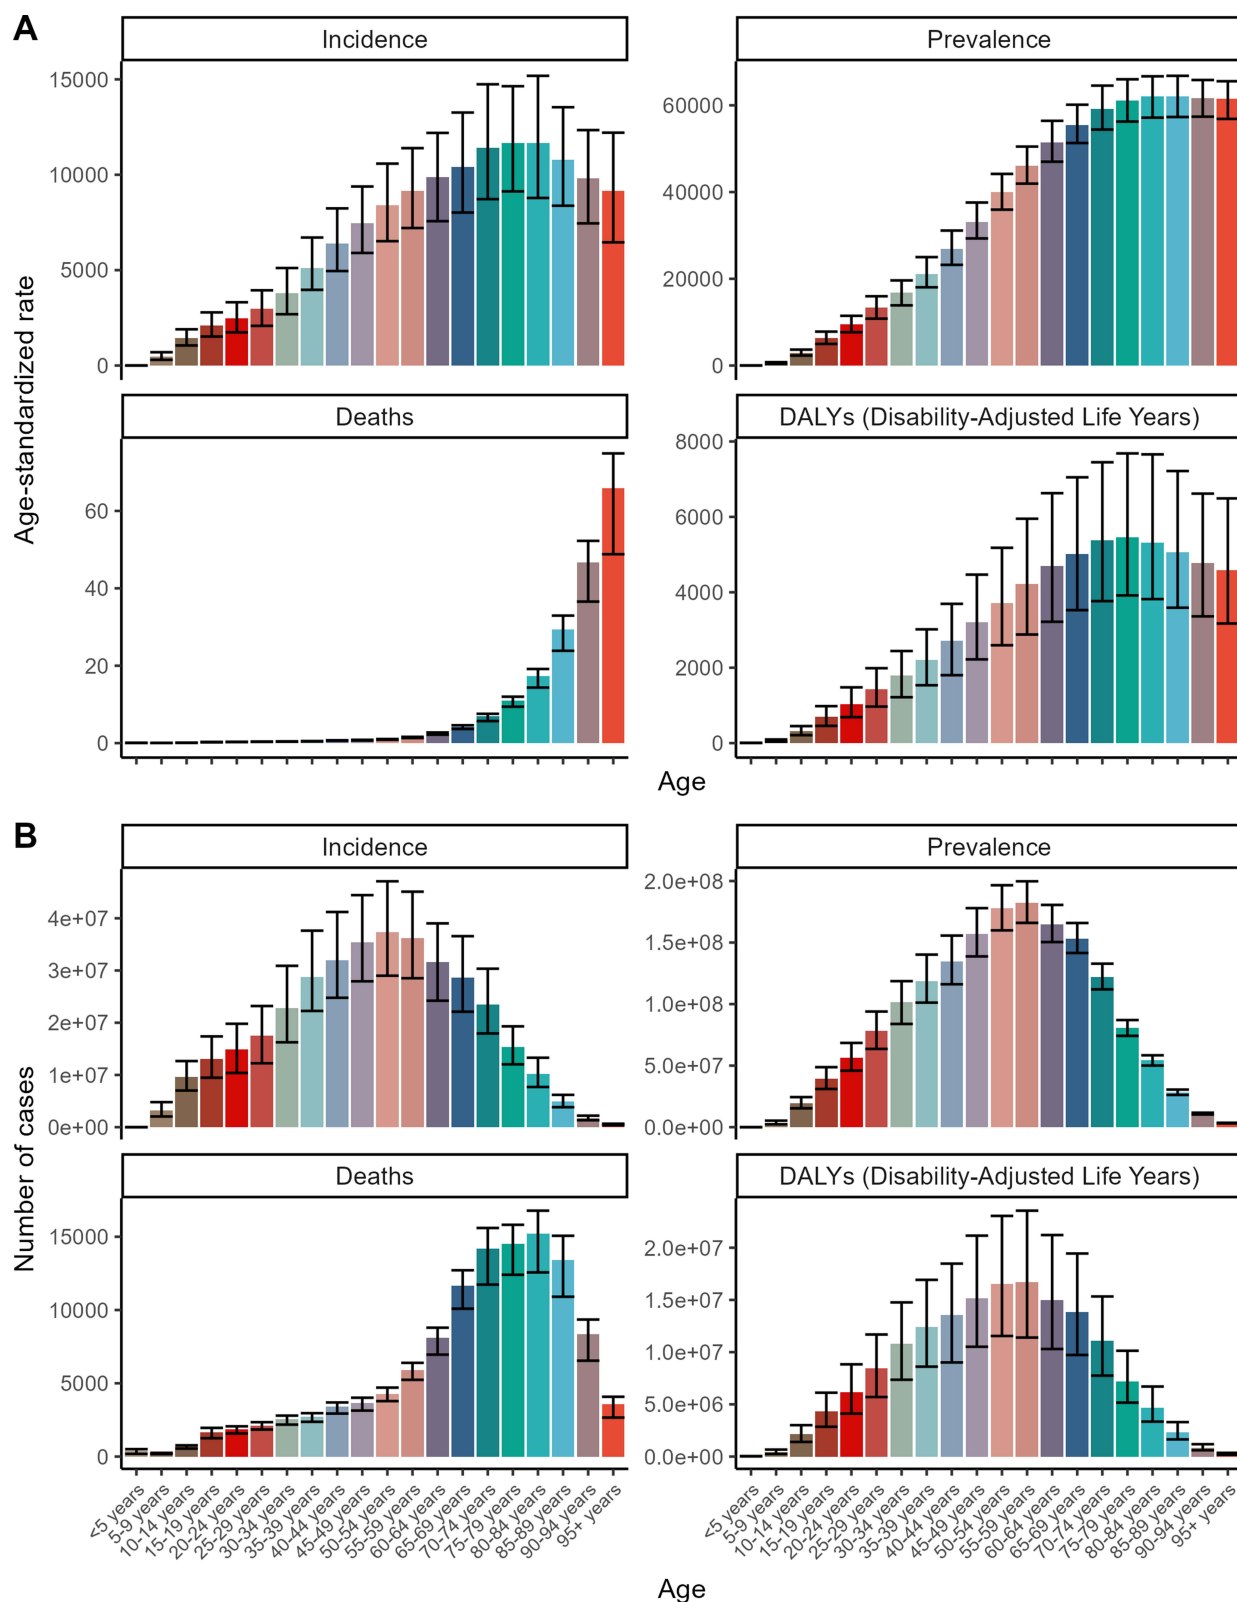 A
Incidence
Prevalence
Age-standardized rate
15000
10000
5000
0
60000
40000
20000
0
Deaths
DALYs (Disability-Adjusted Life Years)
60
40
20
0
8000
6000
4000
2000
0
Age
B
Incidence
Prevalence
Number of cases
4e+07
3e+07
2e+07
1e+07
0e+00
2.0e+08
1.5e+08
1.0e+08
5.0e+07
0.0e+00
Deaths
DALYs (Disability-Adjusted Life Years)
15000
10000
5000
0
2.0e+07
1.5e+07
1.0e+07
5.0e+06
0.0e+00
<5 years
5-9 years
10-14 years
15-19 years
20-24 years
25-29 years
30-34 years
35-39 years
40-44 years
45-49 years
50-54 years
55-59 years
60-64 years
65-69 years
70-74 years
75-79 years
80-84 years
85-89 years
90-94 years
95+ years
<5 years
5-9 years
10-14 years
15-19 years
20-24 years
25-29 years
30-34 years
35-39 years
40-44 years
45-49 years
50-54 years
55-59 years
60-64 years
65-69 years
70-74 years
75-79 years
80-84 years
85-89 years
90-94 years
95+ years
Age